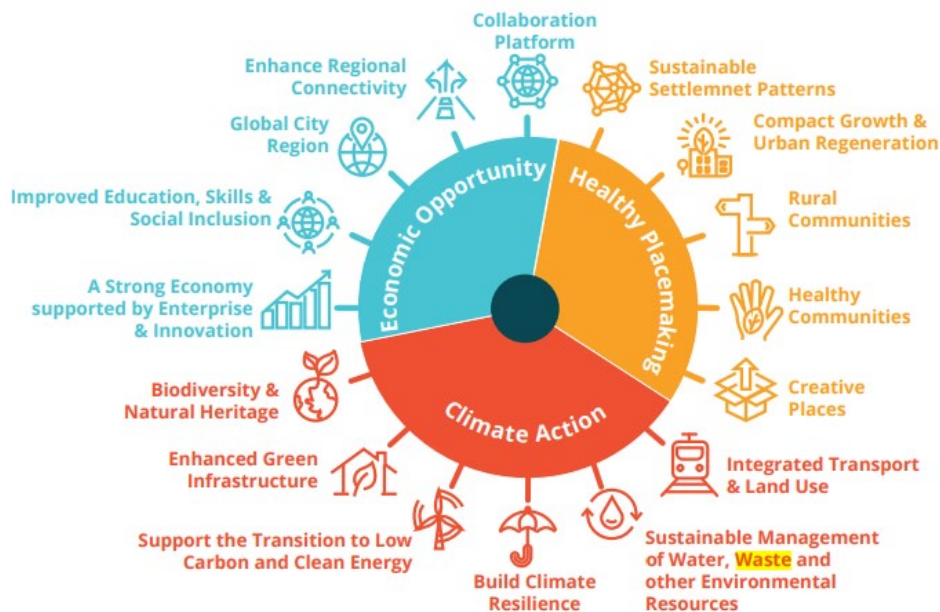 Collaboration
Platform
Enhance Regional
Connectivity
Global City
Region
Improved Education, Skills &
Social Inclusion
A Strong Economy
supported by Enterprise
& Innovation
Economic Opportunity
Sustainable
Settlemnet Patterns
Compact Growth &
Urban Regeneration
Rural
Communities
Healthy
Communities
Creative
Places
Healthy Placemaking
Biodiversity &
Natural Heritage
Enhanced Green
Infrastructure
Support the Transition to Low
Carbon and Clean Energy
Build Climate
Resilience
Sustainable Management
of Water, Waste and
other Environmental
Resources
Integrated Transport
& Land Use
Climate Action